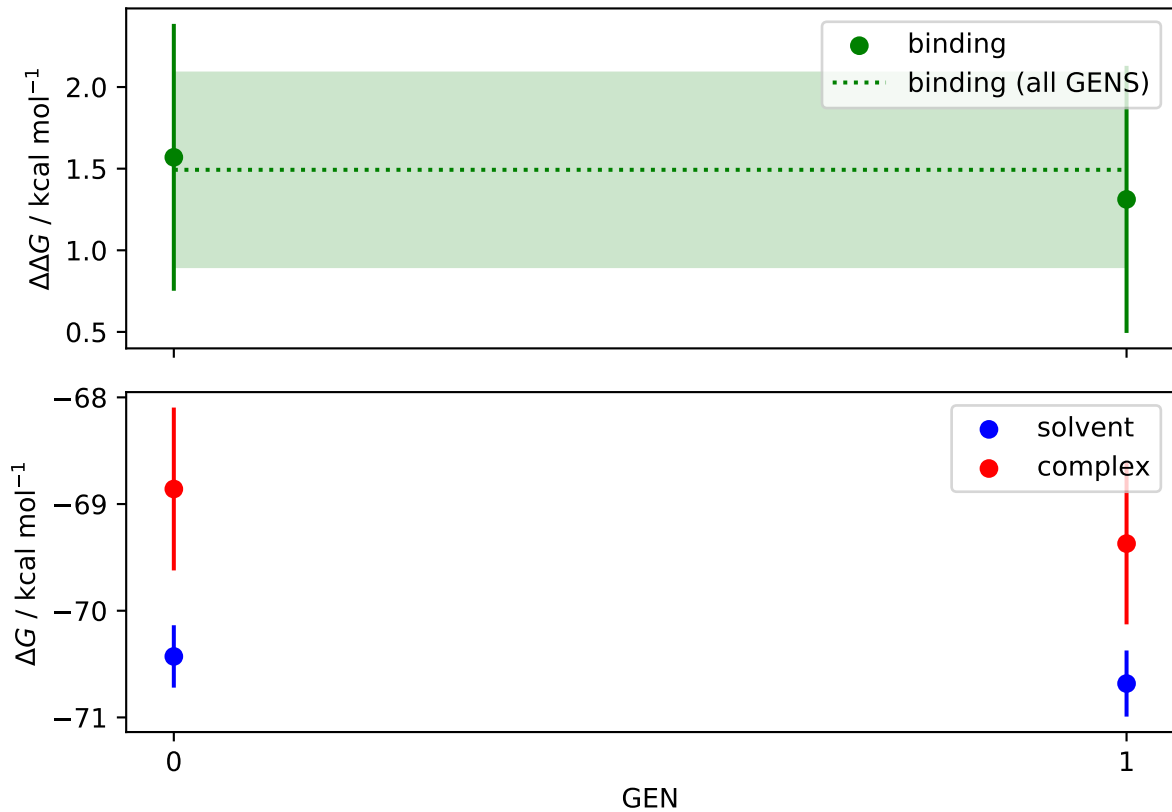 binding
binding (all GENS)
2.0
1.5
1.0
0.5
ΔΔG / kcal mol⁻¹
solvent
complex
−68
−69
−70
−71
ΔG / kcal mol⁻¹
0
1
GEN